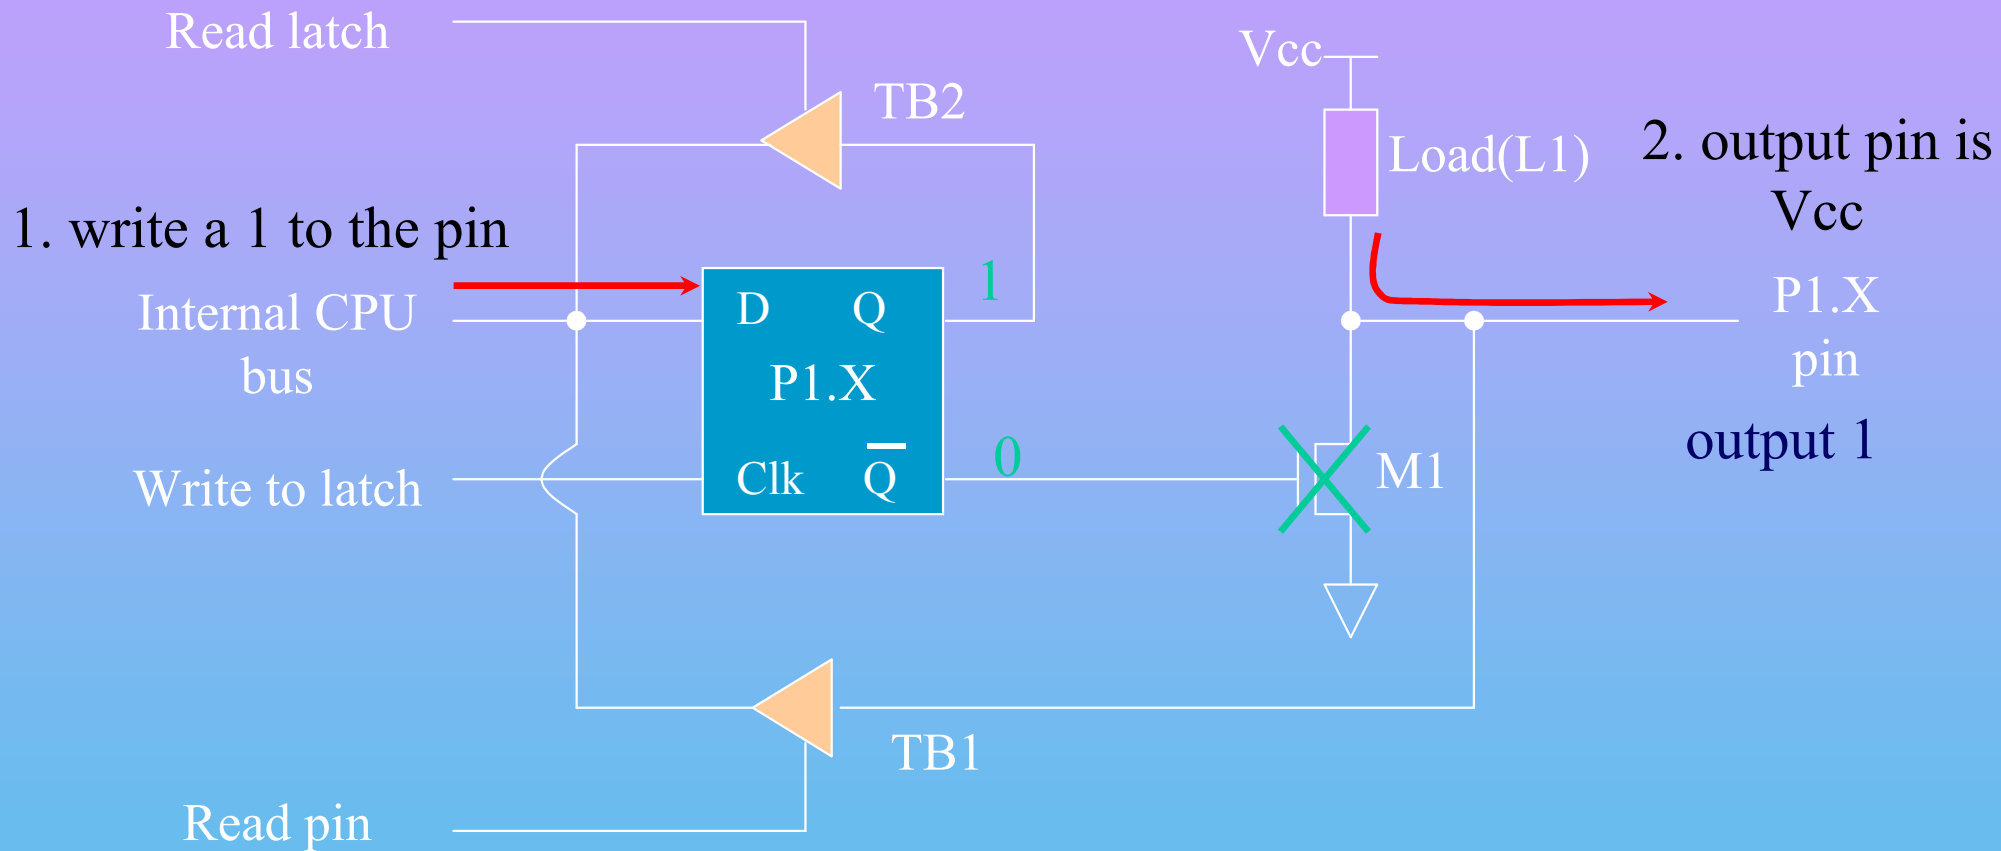 Read latch
Vcc
TB2
Load(L1)
2. output pin is
Vcc
1. write a 1 to the pin
Internal CPU
bus
D Q
1
P1.X
pin
P1.X
output 1
Write to latch
Clk Q̅
0
M1
TB1
Read pin